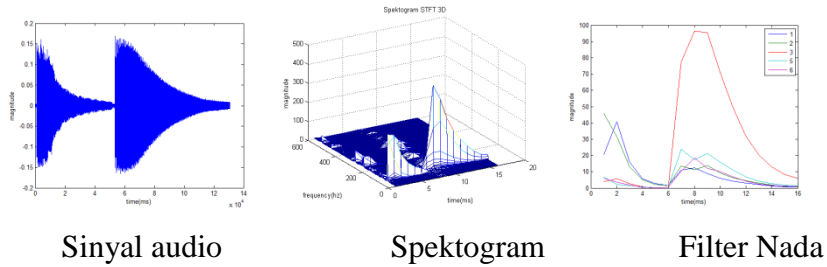 0.2
0.15
0.1
0.05
0
-0.05
-0.1
-0.15
-0.2
magnitude
0 2 4 6 8 10 12 14
time(ms)
x 10⁴
Spektogram STFT 3D
500
400
300
200
100
0
magnitude
600
400
200
0
frequency(hz)
0 5 10 15 20
time(ms)
100
90
80
70
60
50
40
30
20
10
0
magnitude
0 2 4 6 8 10 12 14 16
time(ms)
1
2
3
5
6
Sinyal audio Spektogram Filter Nada